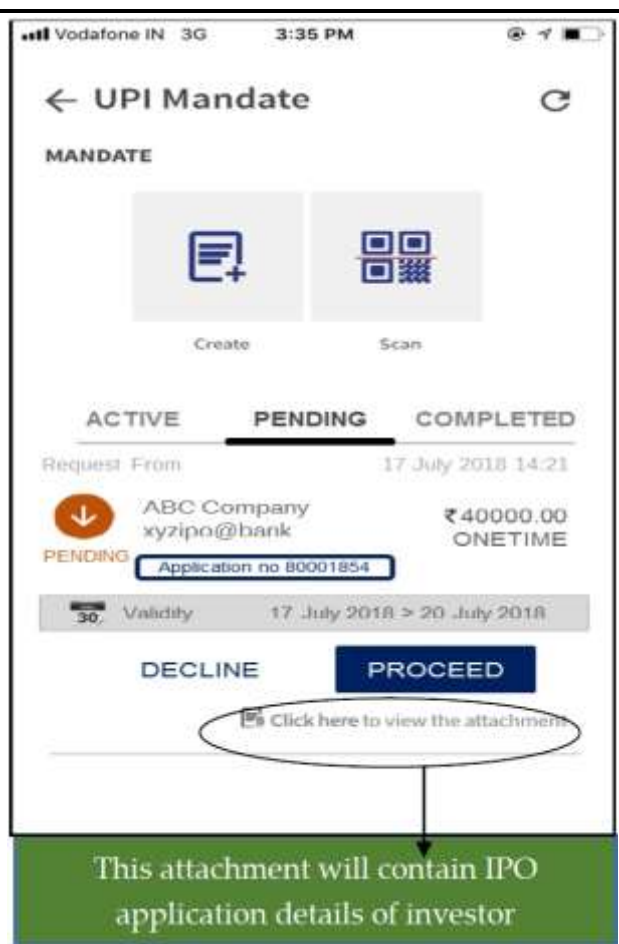 Vodafone IN 3G 3:35 PM
← UPI Mandate
MANDATE
Create Scan
ACTIVE PENDING COMPLETED
Request From 17 July 2018 14:21
ABC Company ₹40000.00
xyzipo@bank ONETIME
PENDING Application no 80001854
30 Validity 17 July 2018 > 20 July 2018
DECLINE PROCEED
Click here to view the attachment
This attachment will contain IPO
application details of investor